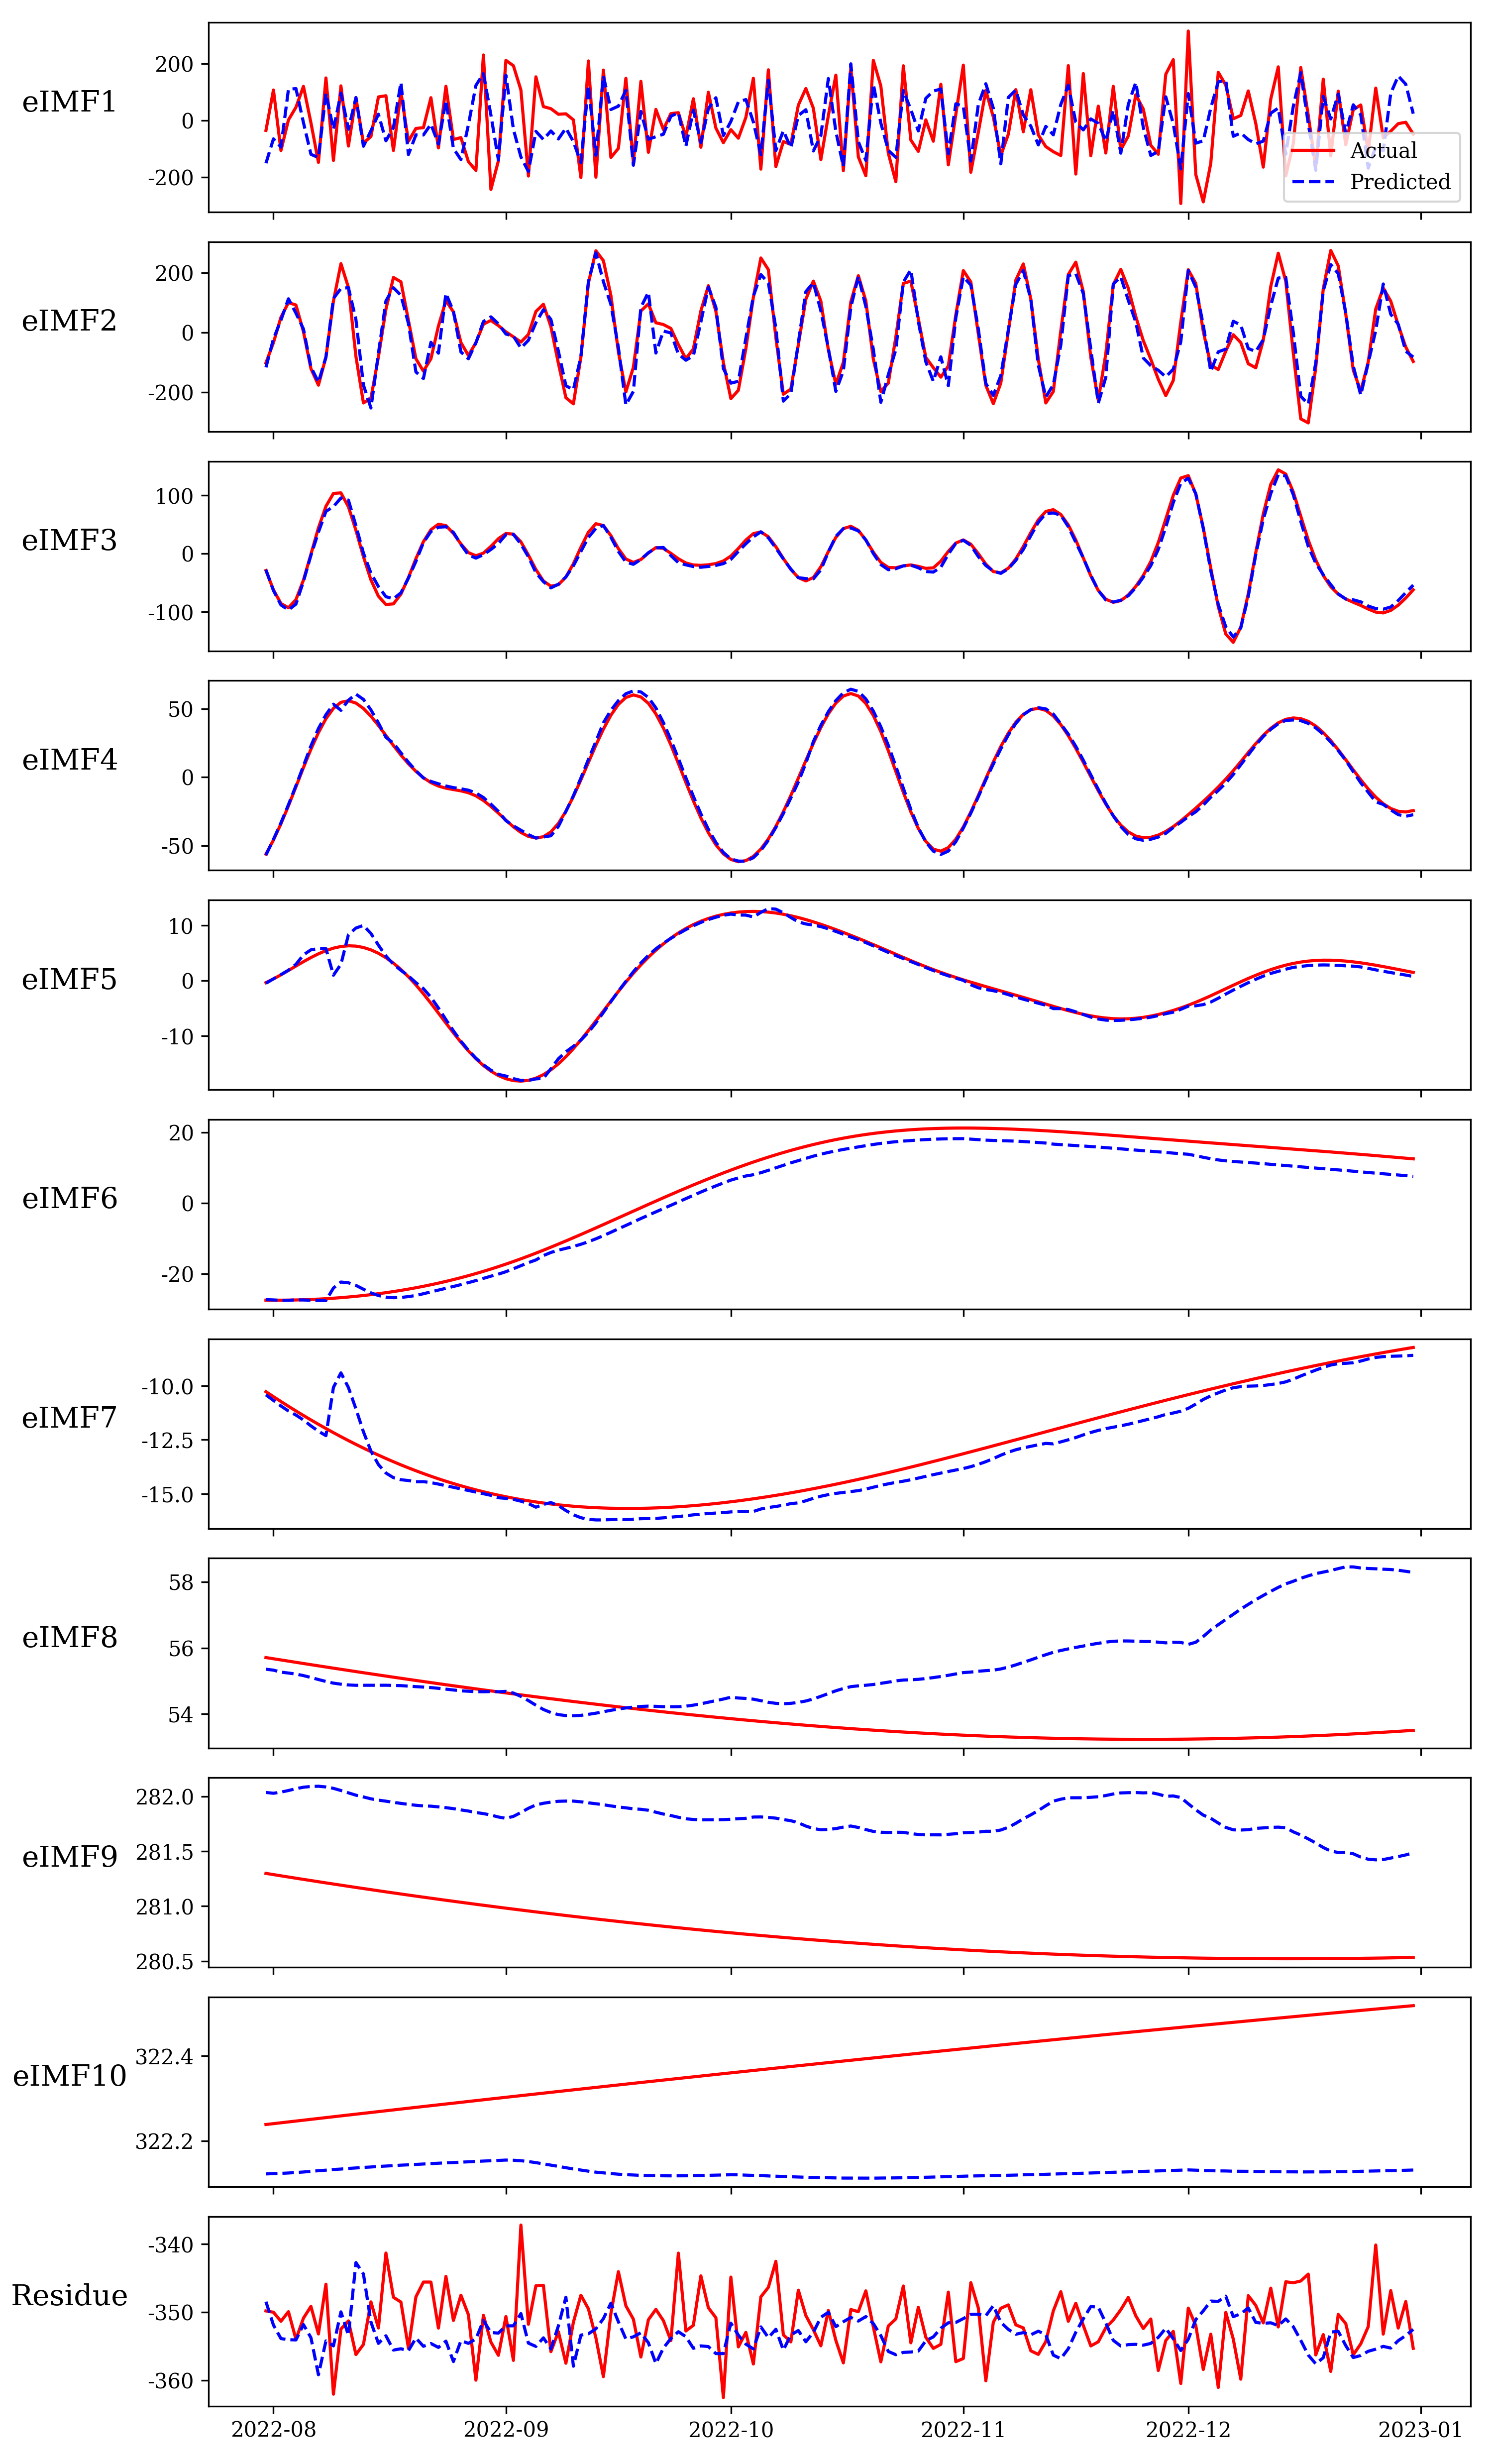 eIMF1
200
0
-200
Actual
Predicted
eIMF2
200
0
-200
eIMF3
100
0
-100
eIMF4
50
0
-50
eIMF5
10
0
-10
eIMF6
20
0
-20
eIMF7
-10.0
-12.5
-15.0
eIMF8
58
56
54
eIMF9
282.0
281.5
281.0
280.5
eIMF10
322.4
322.2
Residue
-340
-350
-360
2022-08 2022-09 2022-10 2022-11 2022-12 2023-01